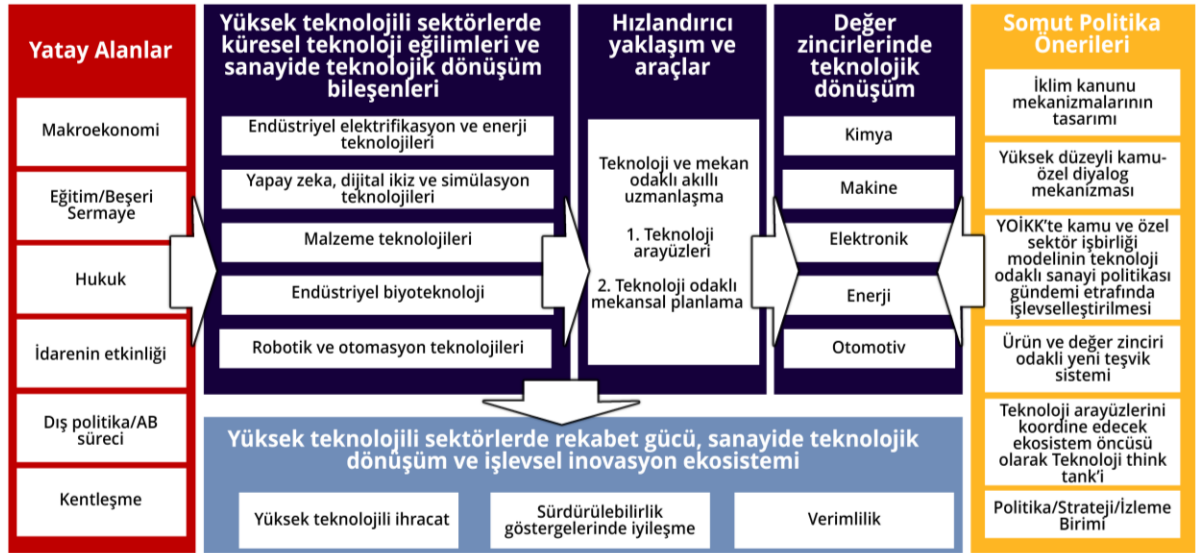 Yatay Alanlar
Makroekonomi
Eğitim/Beşeri
Sermaye
Hukuk
İdarenin etkinliği
Dış politika/AB
süreci
Kentleşme
Yüksek teknolojili sektörlerde
küresel teknoloji eğilimleri ve
sanayide teknolojik dönüşüm
bileşenleri
Endüstriyel elektrifikasyon ve enerji
teknolojileri
Yapay zeka, dijital ikiz ve simülasyon
teknolojileri
Malzeme teknolojileri
Endüstriyel biyoteknoloji
Robotik ve otomasyon teknolojileri
Hızlandırıcı
yaklaşım ve
araçlar
Teknoloji ve mekan
odaklı akıllı
uzmanlaşma
1. Teknoloji
arayüzleri
2. Teknoloji odaklı
mekansal planlama
Değer
zincirlerinde
teknolojik
dönüşüm
Kimya
Makine
Elektronik
Enerji
Otomotiv
Somut Politika
Önerileri
İklim kanunu
mekanizmalarının
tasarımı
Yüksek düzeyli kamu-
özel diyalog
mekanizması
YOİKK’te kamu ve özel
sektör işbirliği
modelinin teknoloji
odaklı sanayi politikası
gündemi etrafında
işlevselleştirilmesi
Ürün ve değer zinciri
odakli yeni teşvik
sistemi
Teknoloji arayüzlerini
koordine edecek
ekosistem öncüsü
olarak Teknoloji think
tank’i
Politika/Strateji/İzleme
Birimi
Yüksek teknolojili sektörlerde rekabet gücü, sanayide teknolojik
dönüşüm ve işlevsel inovasyon ekosistemi
Yüksek teknolojili ihracat
Sürdürülebilirlik
göstergelerinde iyileşme
Verimlilik